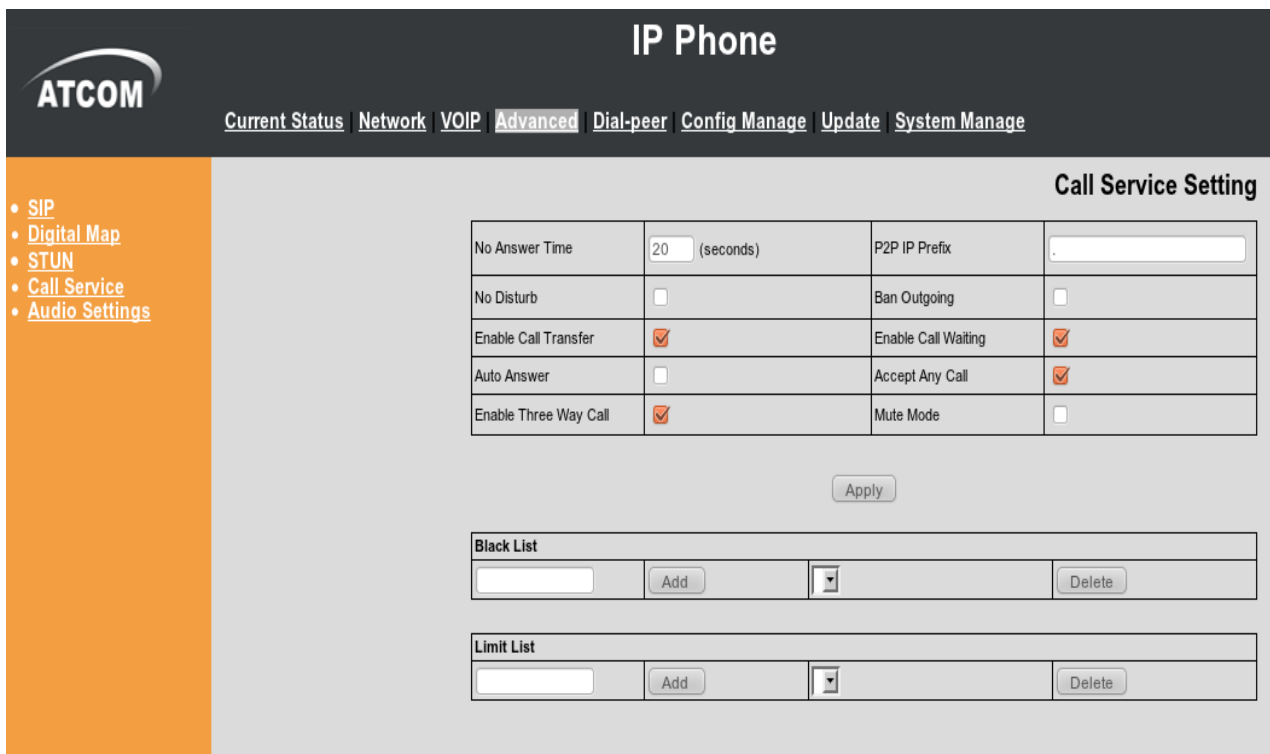 IP Phone
ATCOM
Current Status | Network | VOIP | Advanced | Dial-peer | Config Manage | Update | System Manage
Call Service Setting
• SIP
• Digital Map
• STUN
• Call Service
• Audio Settings
No Answer Time 20 (seconds) P2P IP Prefix .
No Disturb Ban Outgoing
Enable Call Transfer Enable Call Waiting
Auto Answer Accept Any Call
Enable Three Way Call Mute Mode
Apply
Black List
Add Delete
Limit List
Add Delete